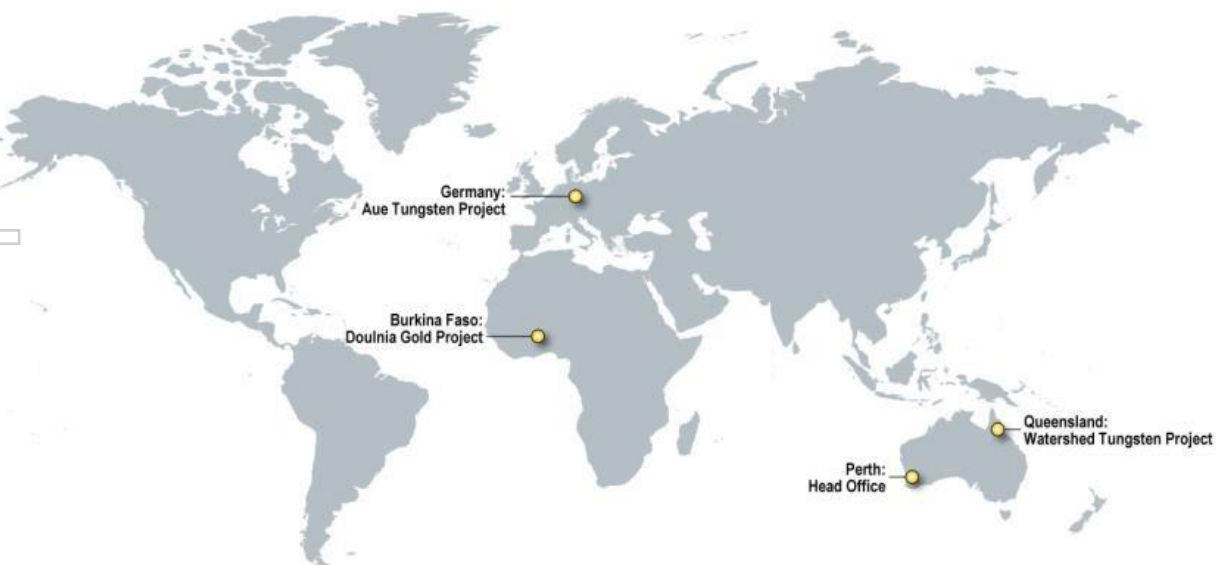 Germany:
Aue Tungsten Project
Burkina Faso:
Doulnia Gold Project
Queensland:
Watershed Tungsten Project
Perth:
Head Office